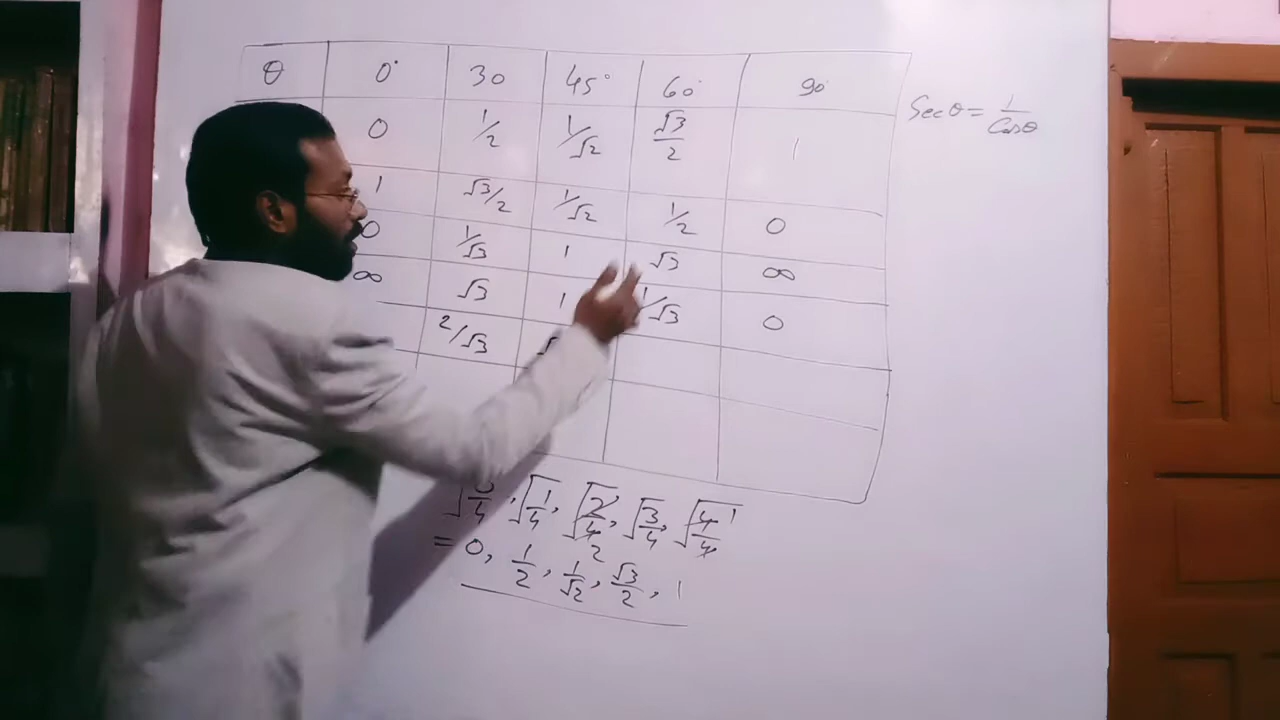 θ 0° 30 45° 60° 90°
Sec θ = 1/Cos θ
0 1/2 1/√2 √3/2 1
1 √3/2 1/√2 1/2 0
0 1/√3 1 √3 ∞
∞ √3 1 1/√3 0
2/√3
√0/4, √1/4, √2/4, √3/4, √4/4 1
2
= 0, 1/2, 1/√2, √3/2, 1